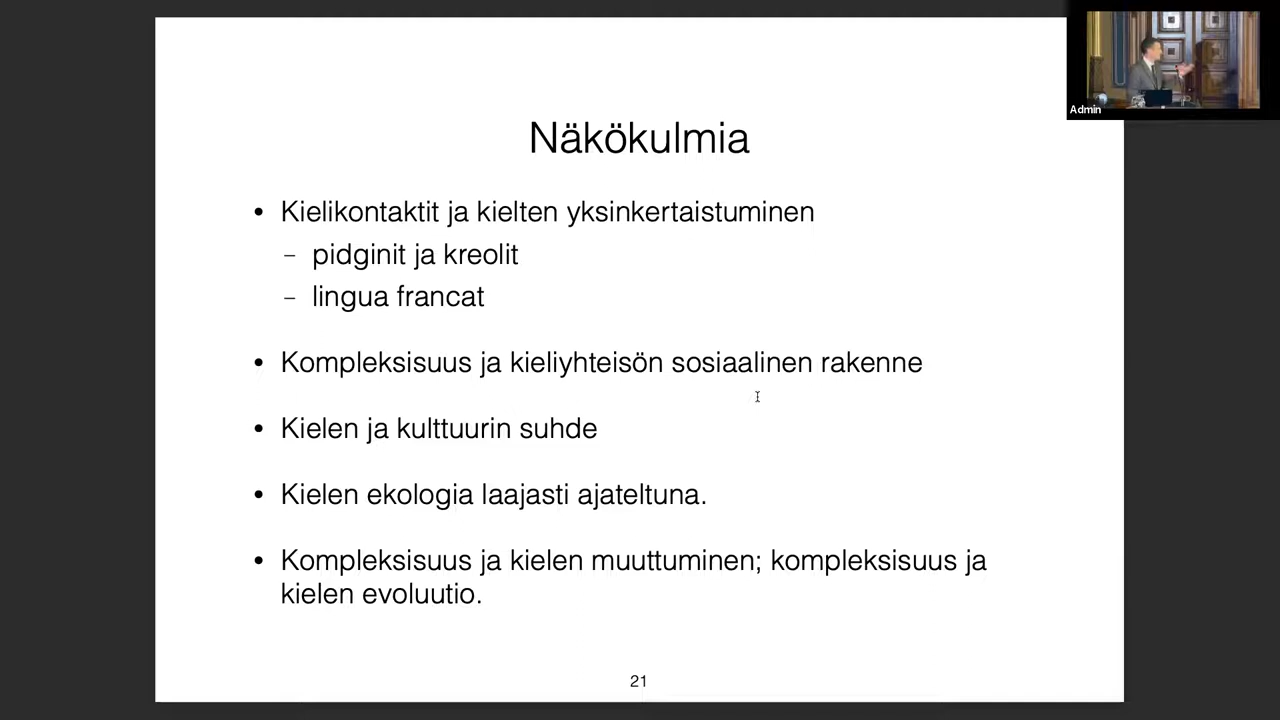 Admin
Näkökulmia
• Kielikontaktit ja kielten yksinkertaistuminen
– pidginit ja kreolit
– lingua francat
• Kompleksisuus ja kieliyhteisön sosiaalinen rakenne
• Kielen ja kulttuurin suhde
• Kielen ekologia laajasti ajateltuna.
• Kompleksisuus ja kielen muuttuminen; kompleksisuus ja
kielen evoluutio.
21